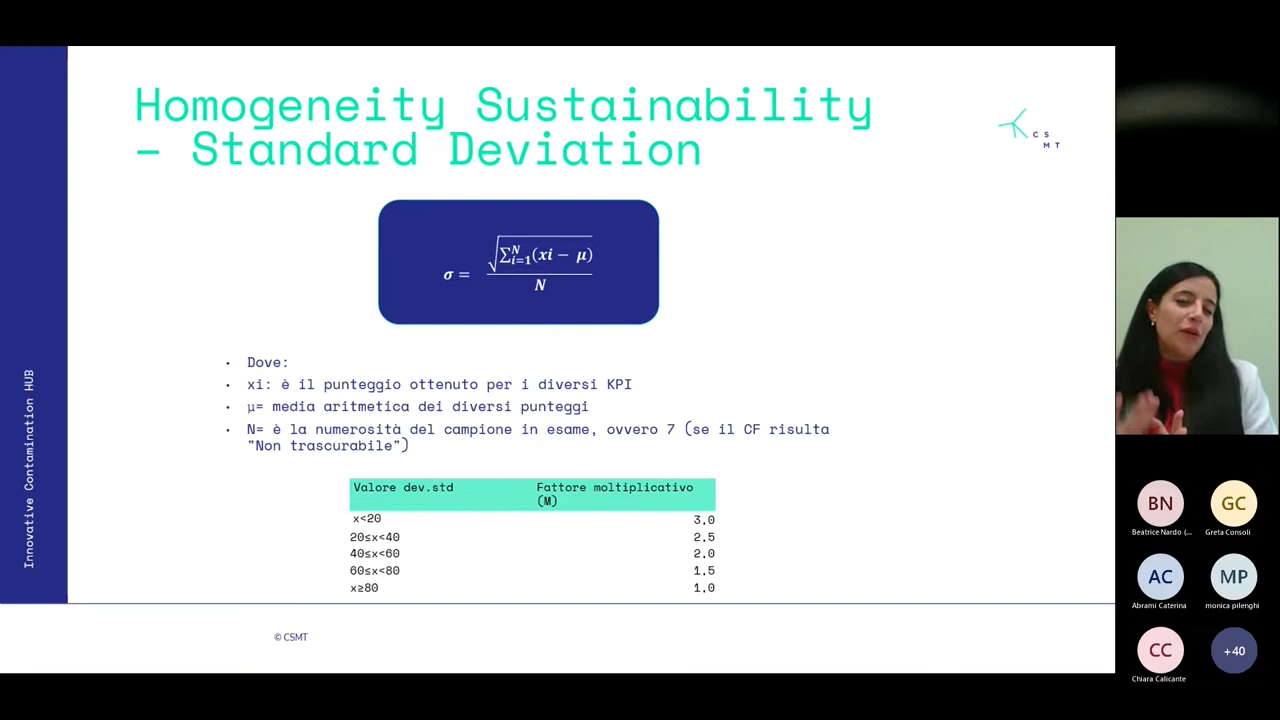 Homogeneity Sustainability
– Standard Deviation
C S
M T
σ = √∑ᴺᵢ₌₁(xi − μ) / N
• Dove:
• xi: è il punteggio ottenuto per i diversi KPI
• μ= media aritmetica dei diversi punteggi
• N= è la numerosità del campione in esame, ovvero 7 (se il CF risulta
"Non trascurabile")
Valore dev.std Fattore moltiplicativo
(M)
x<20 3,0
20≤x<40 2,5
40≤x<60 2,0
60≤x<80 1,5
x≥80 1,0
© CSMT
Innovative Contamination HUB
BN GC
Beatrice Nardo (... Greta Consoli
AC MP
Abrami Caterina monica pilenghi
CC +40
Chiara Calicante